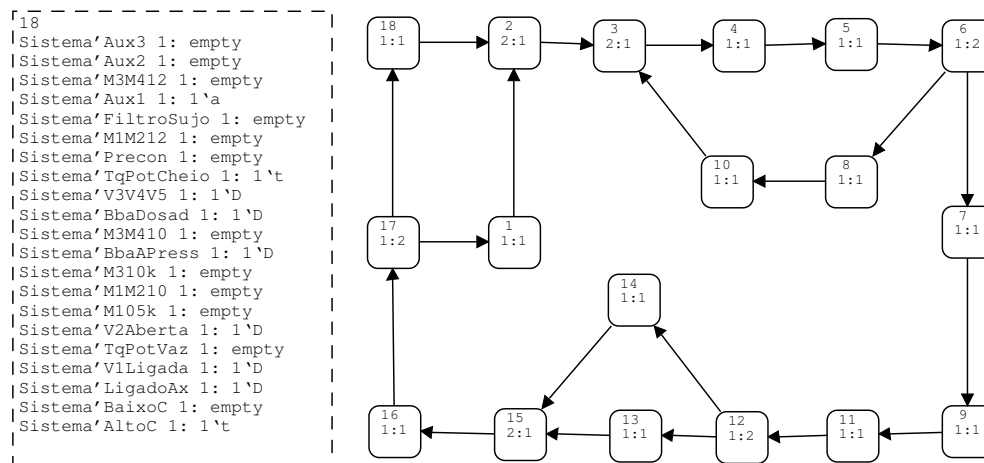 18
Sistema'Aux3 1: empty
Sistema'Aux2 1: empty
Sistema'M3M412 1: empty
Sistema'Aux1 1: 1`a
Sistema'FiltroSujo 1: empty
Sistema'M1M212 1: empty
Sistema'Precon 1: empty
Sistema'TqPotCheio 1: 1`t
Sistema'V3V4V5 1: 1`D
Sistema'BbaDosad 1: 1`D
Sistema'M3M410 1: empty
Sistema'BbaAPress 1: 1`D
Sistema'M310k 1: empty
Sistema'M1M210 1: empty
Sistema'M105k 1: empty
Sistema'V2Aberta 1: 1`D
Sistema'TqPotVaz 1: empty
Sistema'V1Ligada 1: 1`D
Sistema'LigadoAx 1: 1`D
Sistema'BaixoC 1: empty
Sistema'AltoC 1: 1`t
18
1:1
2
2:1
3
2:1
4
1:1
5
1:1
6
1:2
10
1:1
8
1:1
17
1:2
1
1:1
7
1:1
14
1:1
16
1:1
15
2:1
13
1:1
12
1:2
11
1:1
9
1:1